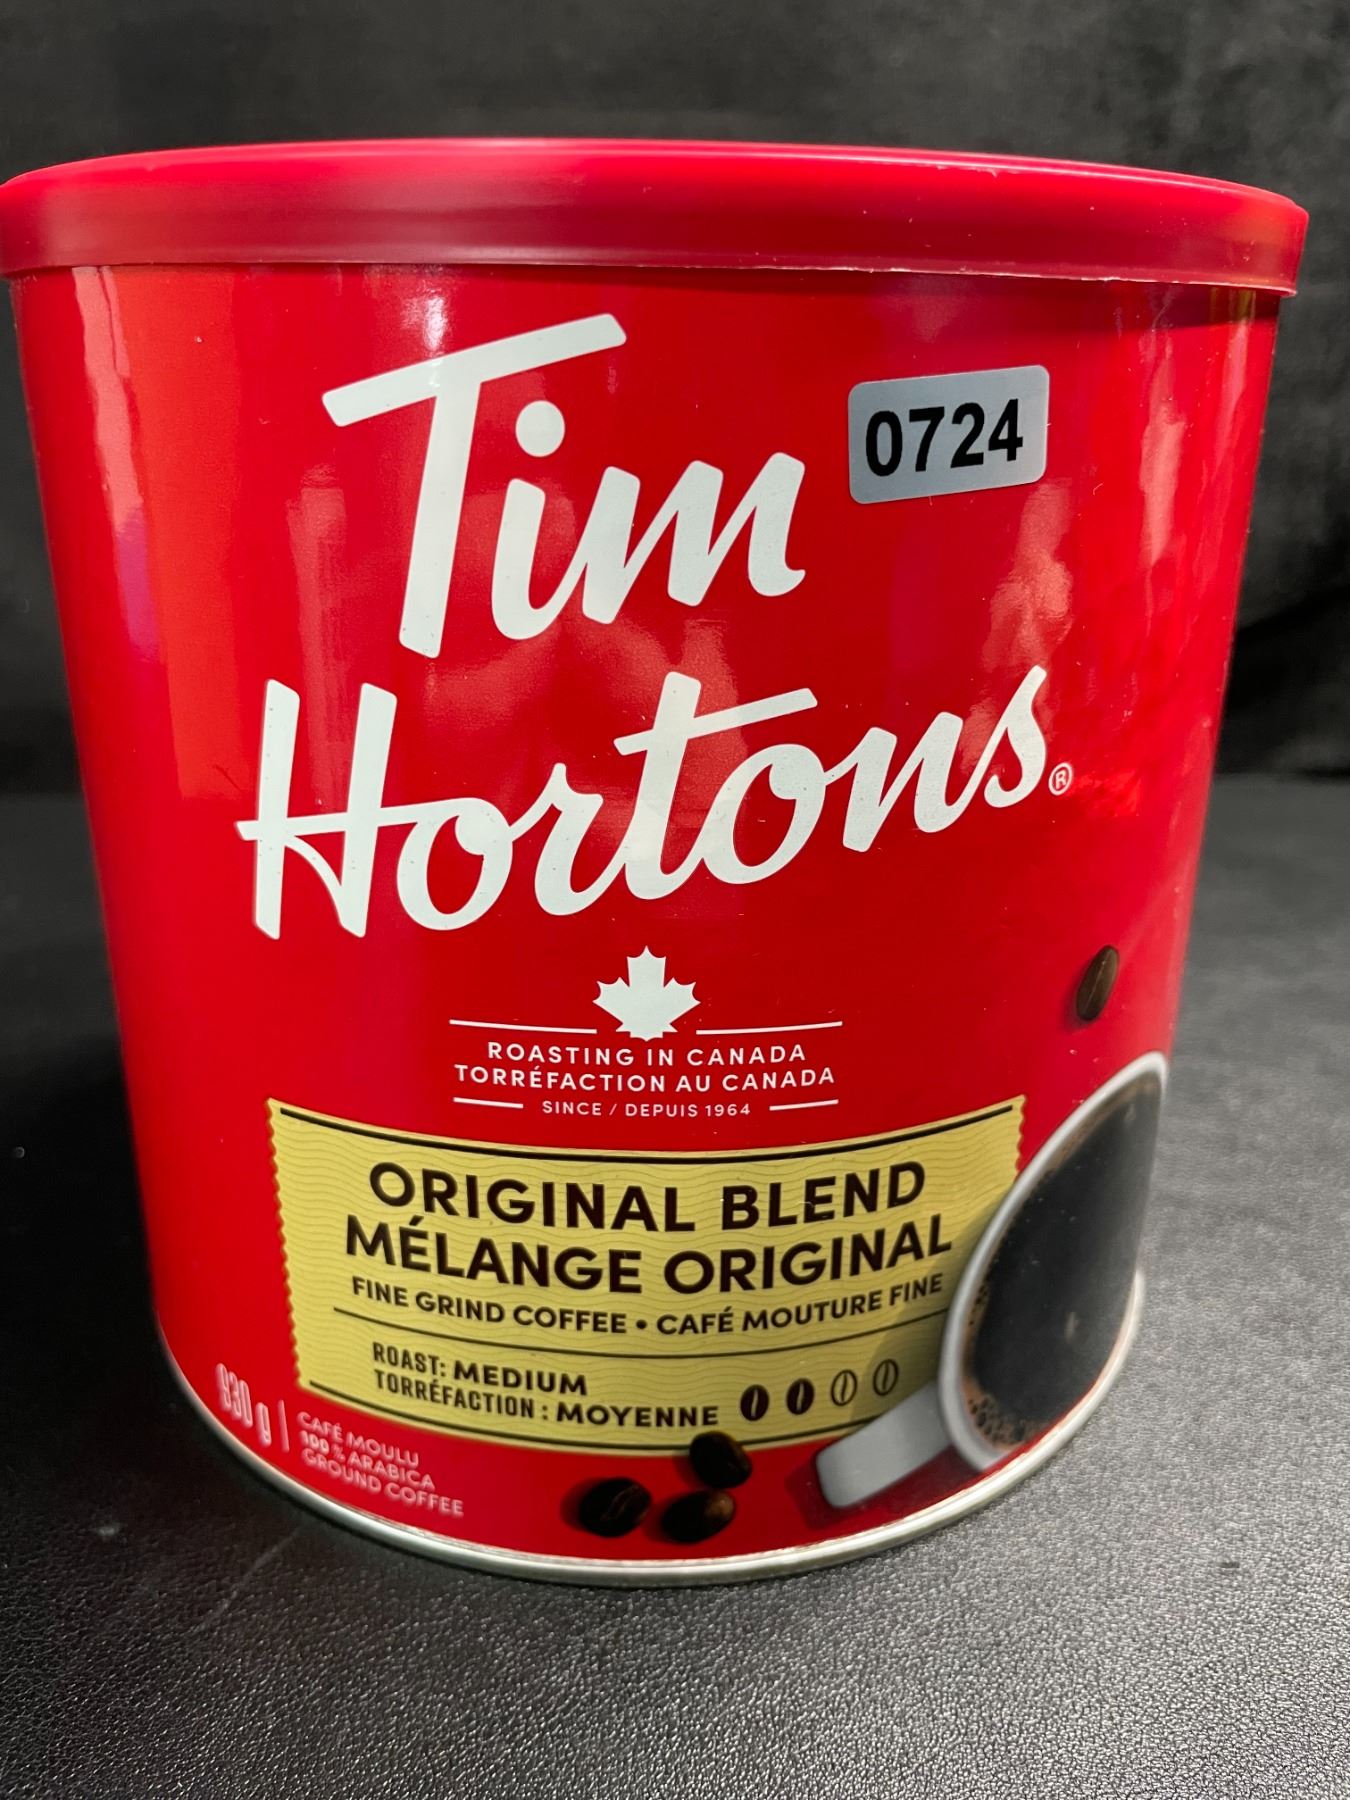 Tim
0724
Hortons®
ROASTING IN CANADA
TORRÉFACTION AU CANADA
SINCE / DEPUIS 1964
ORIGINAL BLEND
MÉLANGE ORIGINAL
FINE GRIND COFFEE • CAFÉ MOUTURE FINE
ROAST: MEDIUM
TORRÉFACTION : MOYENNE
930 g
CAFÉ MOULU
100 % ARABICA
GROUND COFFEE